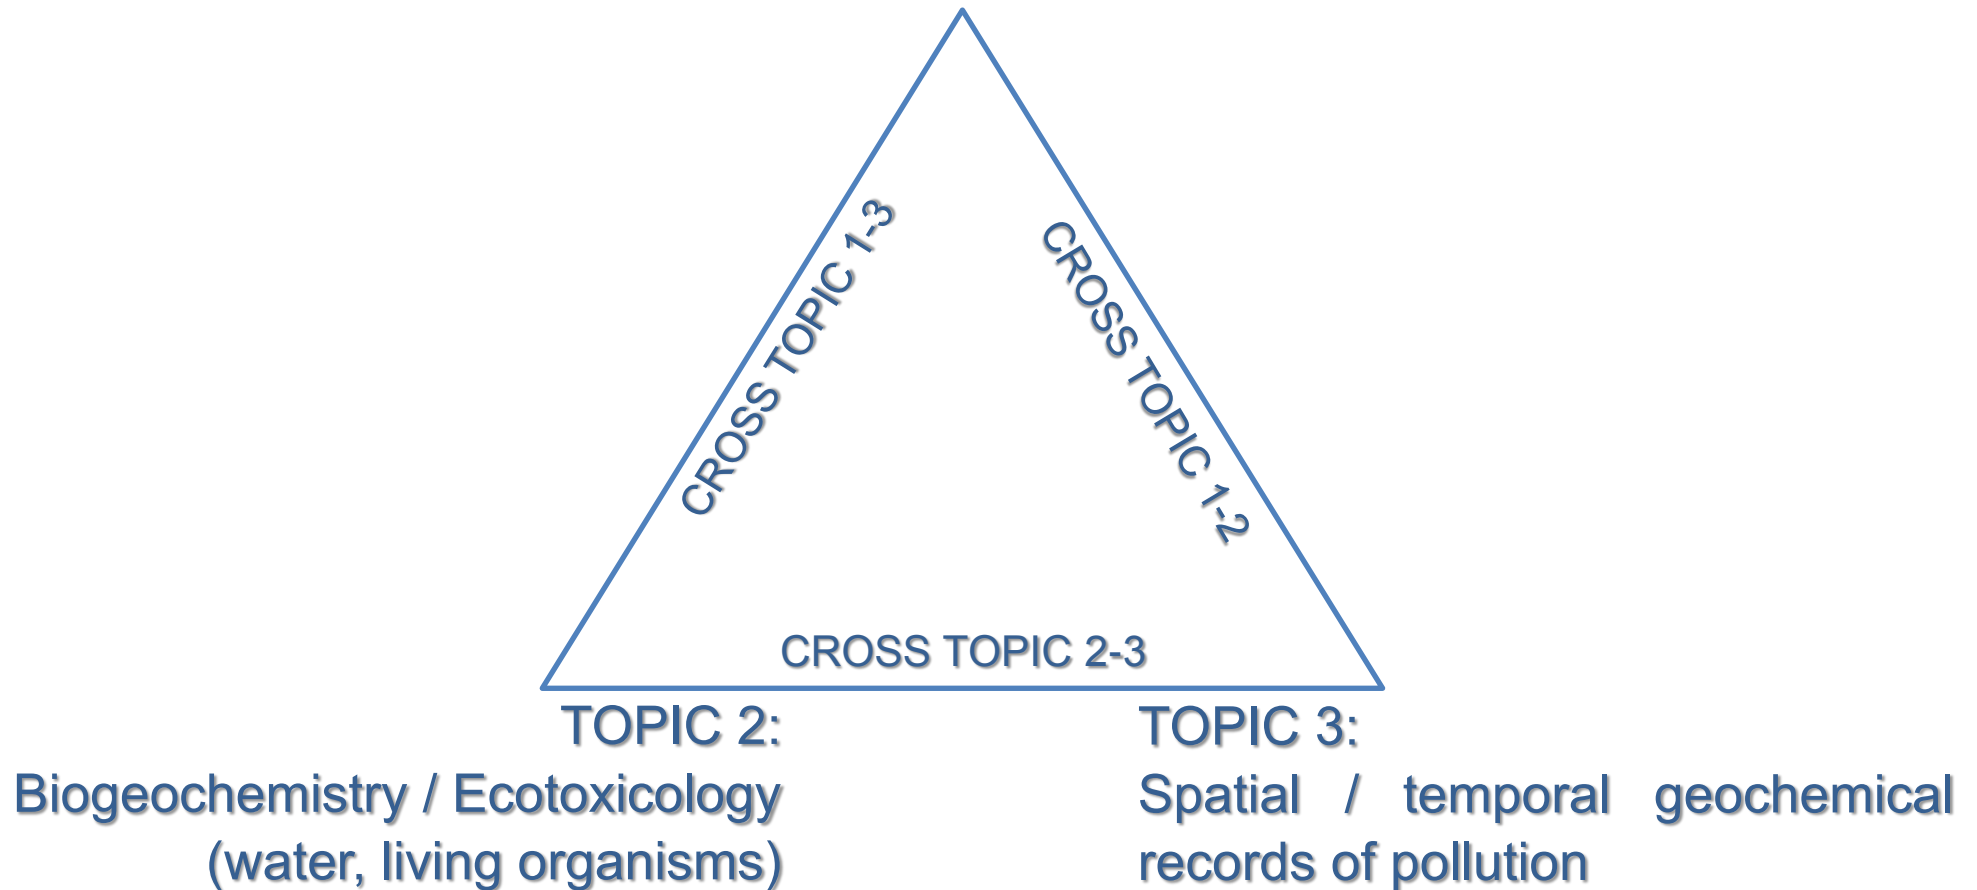 CROSS TOPIC 1-3
CROSS TOPIC 1-2
CROSS TOPIC 2-3
TOPIC 2:
Biogeochemistry / Ecotoxicology
(water, living organisms)
TOPIC 3:
Spatial / temporal geochemical
records of pollution